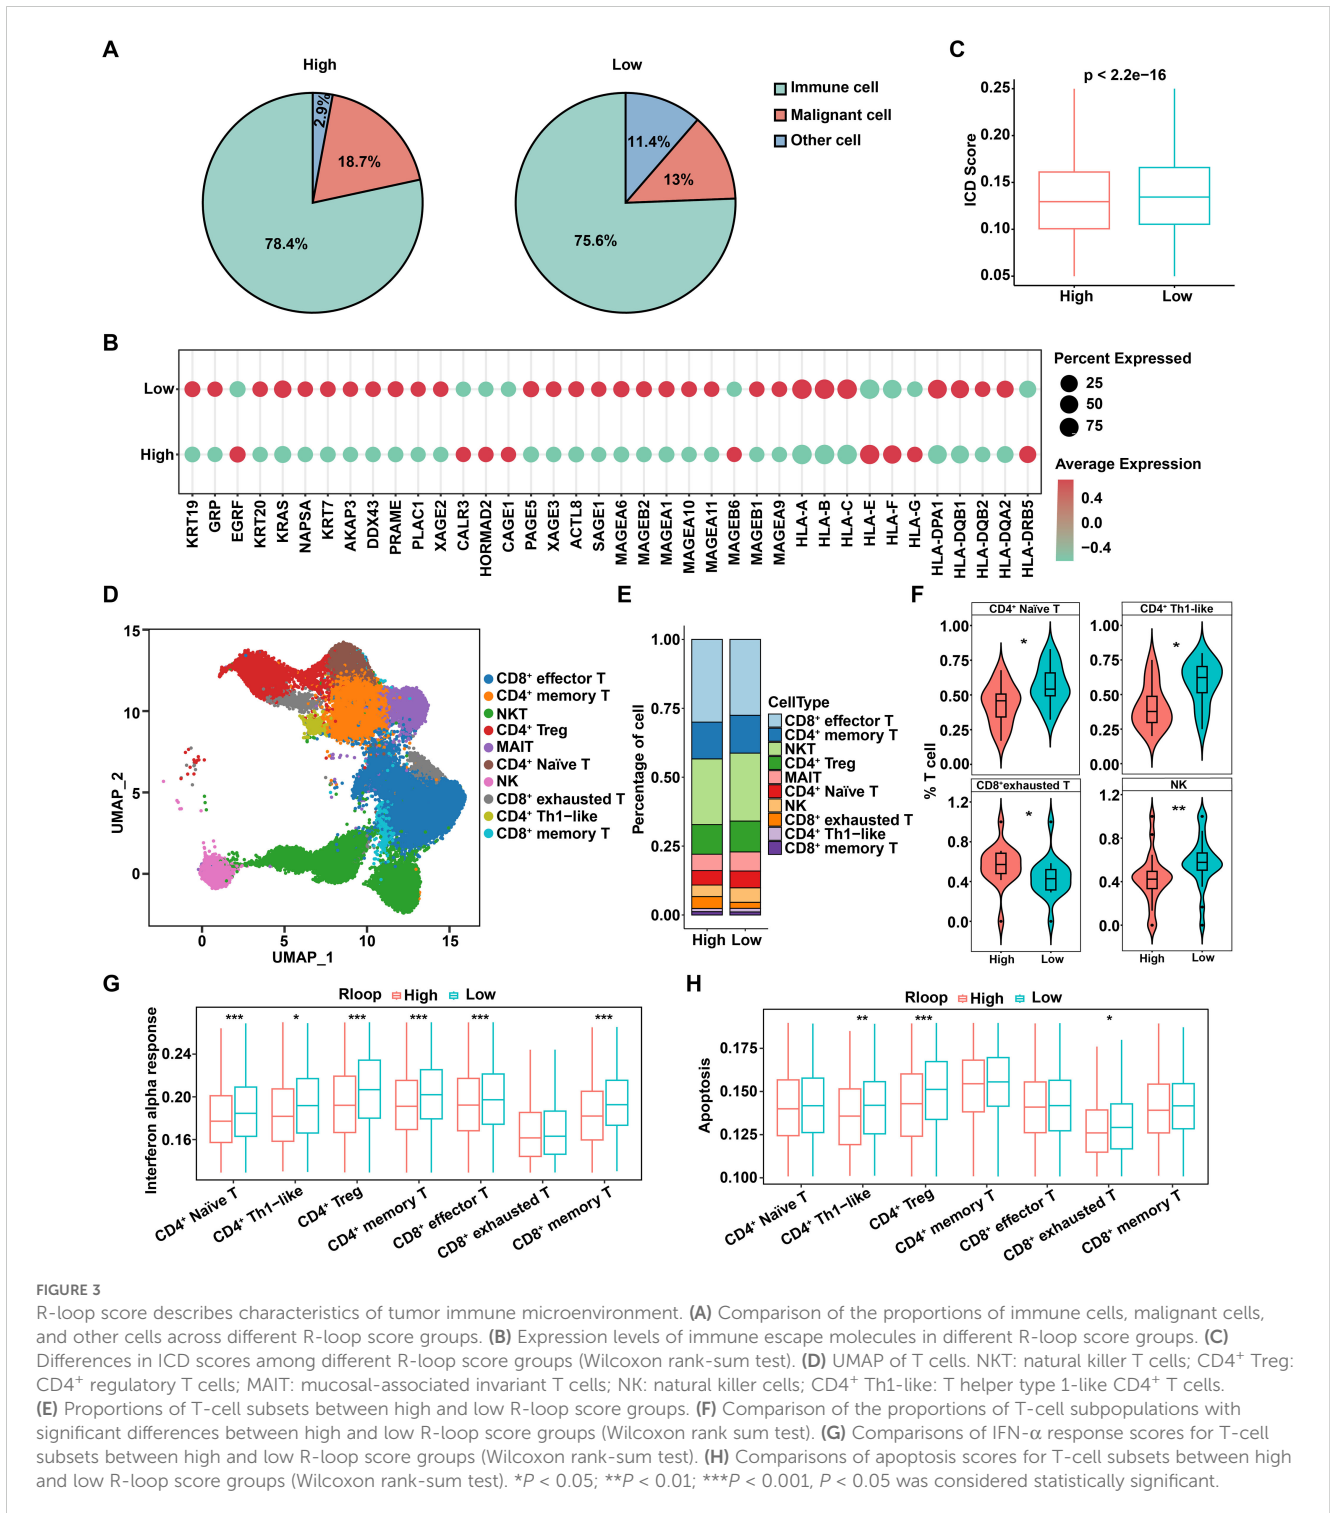 A
High
Low
2.9%
18.7%
78.4%
11.4%
13%
75.6%
Immune cell
Malignant cell
Other cell
C
p < 2.2e−16
ICD Score
0.25
0.20
0.15
0.10
0.05
High
Low
B
Low
High
KRT19
GRP
EGRF
KRT20
KRAS
NAPSA
KRT7
AKAP3
DDX43
PRAME
PLAC1
XAGE2
CALR3
HORMAD2
CAGE1
PAGE5
XAGE3
ACTL8
SAGE1
MAGEA6
MAGEB2
MAGEA1
MAGEA10
MAGEA11
MAGEB6
MAGEB1
MAGEA9
HLA-A
HLA-B
HLA-C
HLA-E
HLA-F
HLA-G
HLA-DPA1
HLA-DQB1
HLA-DQB2
HLA-DQA2
HLA-DRB5
Percent Expressed
25
50
75
Average Expression
0.4
0.0
−0.4
D
UMAP_2
15
10
5
0
0
5
10
15
UMAP_1
CD8⁺ effector T
CD4⁺ memory T
NKT
CD4⁺ Treg
MAIT
CD4⁺ Naïve T
NK
CD8⁺ exhausted T
CD4⁺ Th1−like
CD8⁺ memory T
E
Percentage of cell
1.00
0.75
0.50
0.25
0.00
High Low
CellType
CD8⁺ effector T
CD4⁺ memory T
NKT
CD4⁺ Treg
MAIT
CD4⁺ Naïve T
NK
CD8⁺ exhausted T
CD4⁺ Th1−like
CD8⁺ memory T
F
% T cell
CD4⁺ Naïve T
1.00
0.75
0.50
0.25
0.00
*
CD4⁺ Th1-like
1.00
0.75
0.50
0.25
0.00
*
CD8⁺exhausted T
1.2
0.8
0.4
0.0
*
High
Low
NK
1.2
0.8
0.4
0.0
**
High
Low
G
Rloop High Low
Interferon alpha response
0.24
0.20
0.16
*** * *** *** *** ***
CD4⁺ Naïve T
CD4⁺ Th1−like
CD4⁺ Treg
CD4⁺ memory T
CD8⁺ effector T
CD8⁺ exhausted T
CD8⁺ memory T
H
Rloop High Low
Apoptosis
0.175
0.150
0.125
0.100
** *** *
CD4⁺ Naïve T
CD4⁺ Th1−like
CD4⁺ Treg
CD4⁺ memory T
CD8⁺ effector T
CD8⁺ exhausted T
CD8⁺ memory T
FIGURE 3
R-loop score describes characteristics of tumor immune microenvironment. (A) Comparison of the proportions of immune cells, malignant cells,
and other cells across different R-loop score groups. (B) Expression levels of immune escape molecules in different R-loop score groups. (C)
Differences in ICD scores among different R-loop score groups (Wilcoxon rank-sum test). (D) UMAP of T cells. NKT: natural killer T cells; CD4⁺ Treg:
CD4⁺ regulatory T cells; MAIT: mucosal-associated invariant T cells; NK: natural killer cells; CD4⁺ Th1-like: T helper type 1-like CD4⁺ T cells.
(E) Proportions of T-cell subsets between high and low R-loop score groups. (F) Comparison of the proportions of T-cell subpopulations with
significant differences between high and low R-loop score groups (Wilcoxon rank sum test). (G) Comparisons of IFN-α response scores for T-cell
subsets between high and low R-loop score groups (Wilcoxon rank-sum test). (H) Comparisons of apoptosis scores for T-cell subsets between high
and low R-loop score groups (Wilcoxon rank-sum test). *P < 0.05; **P < 0.01; ***P < 0.001, P < 0.05 was considered statistically significant.